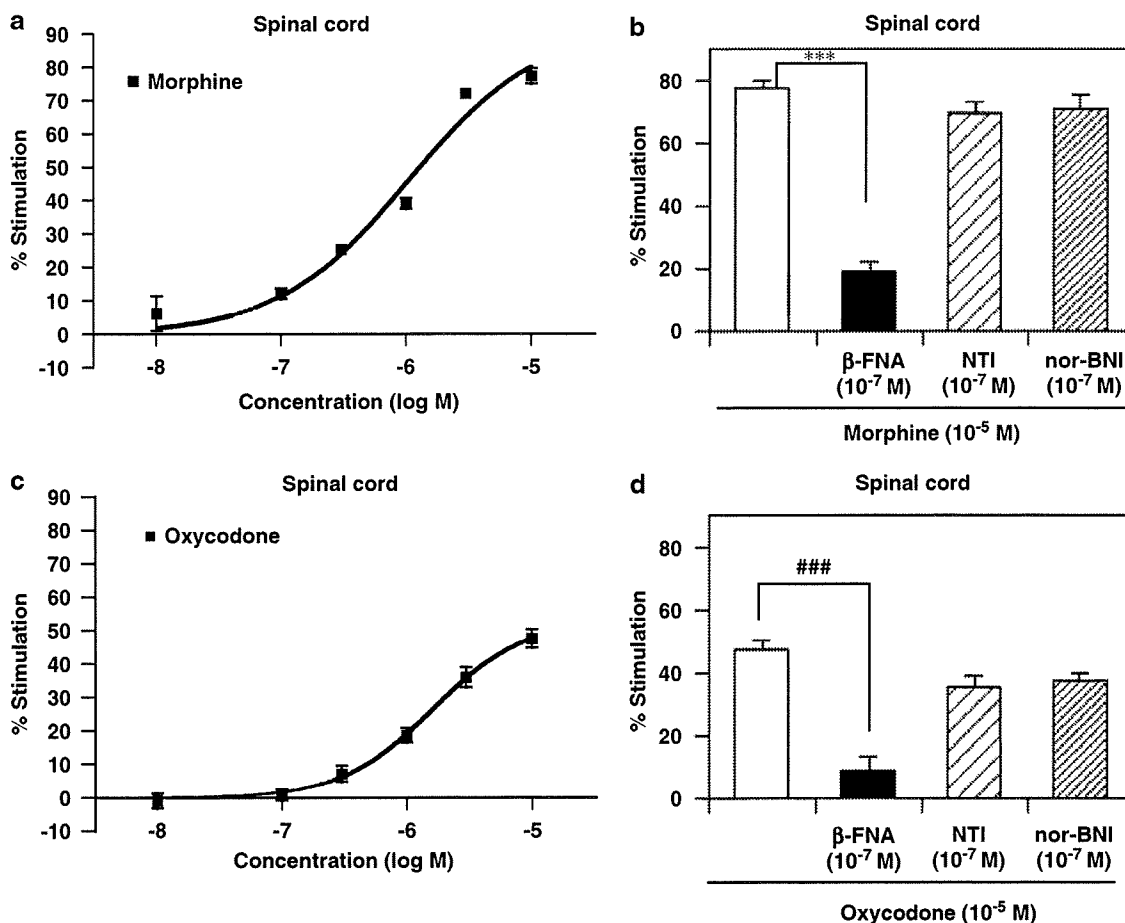 a
Spinal cord
90
80
70
60
50
40
30
20
10
0
-10
% Stimulation
Morphine
-8 -7 -6 -5
Concentration (log M)
b
Spinal cord
80
60
40
20
0
% Stimulation
***
β-FNA NTI nor-BNI
(10⁻⁷ M) (10⁻⁷ M) (10⁻⁷ M)
Morphine (10⁻⁵ M)
c
Spinal cord
90
80
70
60
50
40
30
20
10
0
-10
% Stimulation
Oxycodone
-8 -7 -6 -5
Concentration (log M)
d
Spinal cord
80
60
40
20
0
% Stimulation
###
β-FNA NTI nor-BNI
(10⁻⁷ M) (10⁻⁷ M) (10⁻⁷ M)
Oxycodone (10⁻⁵ M)